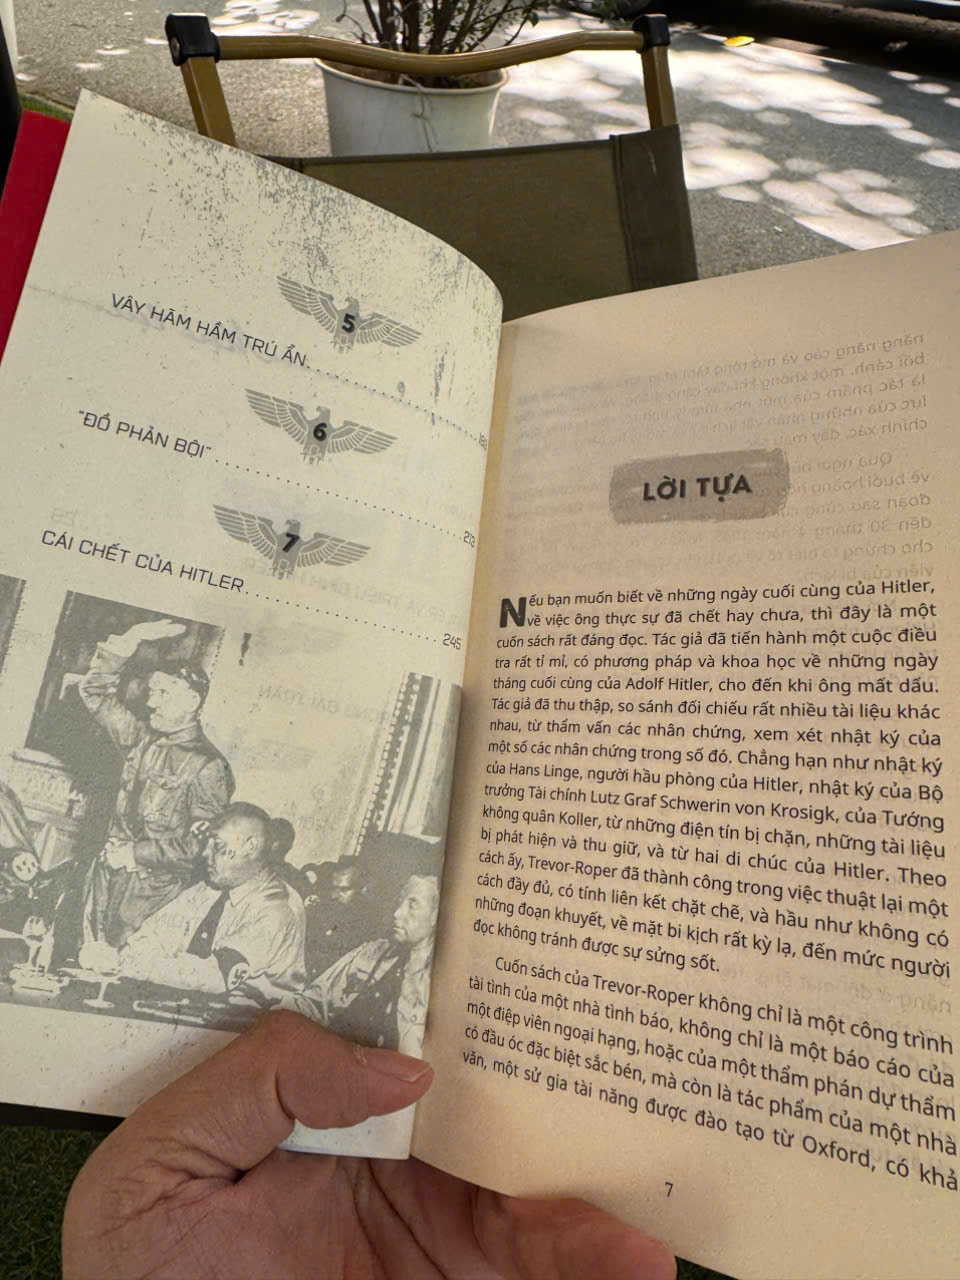 5
VÂY HÃM HẦM TRÚ ẨN
6
"ĐỒ PHẢN BỘI" 213
7
CÁI CHẾT CỦA HITLER 245
LỜI TỰA
Nếu bạn muốn biết về những ngày cuối cùng của Hitler,
về việc ông thực sự đã chết hay chưa, thì đây là một
cuốn sách rất đáng đọc. Tác giả đã tiến hành một cuộc điều
tra rất tỉ mỉ, có phương pháp và khoa học về những ngày
tháng cuối cùng của Adolf Hitler, cho đến khi ông mất dấu.
Tác giả đã thu thập, so sánh đối chiếu rất nhiều tài liệu khác
nhau, từ thẩm vấn các nhân chứng, xem xét nhật ký của
một số các nhân chứng trong số đó. Chẳng hạn như nhật ký
của Hans Linge, người hầu phòng của Hitler, nhật ký của Bộ
trưởng Tài chính Lutz Graf Schwerin von Krosigk, của Tướng
không quân Koller, từ những điện tín bị chặn, những tài liệu
bị phát hiện và thu giữ, và từ hai di chúc của Hitler. Theo
cách ấy, Trevor-Roper đã thành công trong việc thuật lại một
cách đầy đủ, có tính liên kết chặt chẽ, và hầu như không có
những đoạn khuyết, về mặt bi kịch rất kỳ lạ, đến mức người
đọc không tránh được sự sửng sốt.
Cuốn sách của Trevor-Roper không chỉ là một công trình
tài tình của một nhà tình báo, không chỉ là một báo cáo của
một điệp viên ngoại hạng, hoặc của một thẩm phán dự thẩm
có đầu óc đặc biệt sắc bén, mà còn là tác phẩm của một nhà
văn, một sử gia tài năng được đào tạo từ Oxford, có khả
7